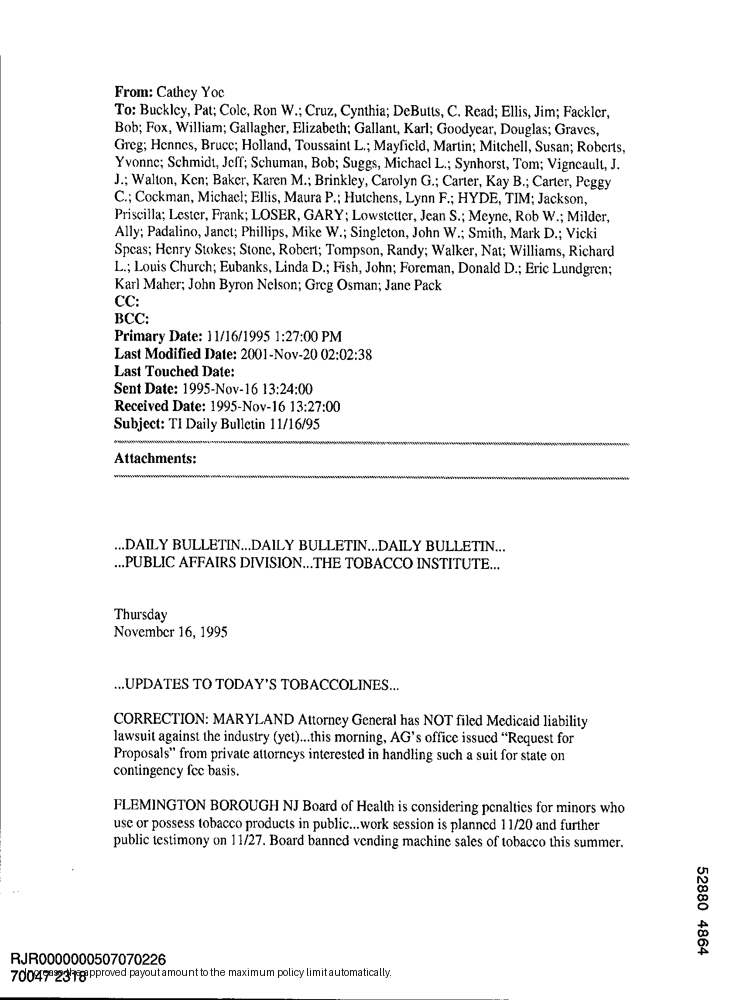 From: Cathey Yoe
To: Buckley, Pat; Cole, Ron W.; Cruz, Cynthia; DeButts, C. Read; Ellis, Jim; Fackler,
Bob; Fox, William; Gallagher, Elizabeth; Gallant, Karl; Goodyear, Douglas; Graves,
Greg; Hennes, Bruce; Holland, Toussaint L.; Mayfield, Martin; Mitchell, Susan; Roberts,
Yvonne; Schmidt, Jeff; Schuman, Bob; Suggs, Michael L.; Synhorst, Tom; Vigneault, J.
J.; Walton, Ken; Baker, Karen M.; Brinkley, Carolyn G.; Carter, Kay B.; Carter, Peggy
C.; Cockman, Michael; Ellis, Maura P.; Hutchens, Lynn F.; HYDE, TIM; Jackson,
Priscilla; Lester, Frank; LOSER, GARY; Lowstetter, Jean S.; Meyne, Rob W.; Milder,
Ally; Padalino, Janet; Phillips, Mike W.; Singleton, John W.; Smith, Mark D.; Vicki
Speas; Henry Stokes; Stone, Robert; Tompson, Randy; Walker, Nat; Williams, Richard
L.; Louis Church; Eubanks, Linda D.; Fish, John; Foreman, Donald D.; Eric Lundgren;
Karl Maher; John Byron Nelson; Greg Osman; Jane Pack
CC:
BCC:
Primary Date: 11/16/1995 1:27:00 PM
Last Modified Date: 2001-Nov-20 02:02:38
Last Touched Date:
Sent Date: 1995-Nov-16 13:24:00
Received Date: 1995-Nov-16 13:27:00
Subject: TI Daily Bulletin 11/16/95
Attachments:
...DAILY BULLETIN...DAILY BULLETIN...DAILY BULLETIN...
...PUBLIC AFFAIRS DIVISION...THE TOBACCO INSTITUTE...
Thursday
November 16, 1995
...UPDATES TO TODAY'S TOBACCOLINES...
CORRECTION: MARYLAND Attorney General has NOT filed Medicaid liability
lawsuit against the industry (yet)...this morning, AG's office issued “Request for
Proposals” from private attorneys interested in handling such a suit for state on
contingency fee basis.
FLEMINGTON BOROUGH NJ Board of Health is considering penalties for minors who
use or possess tobacco products in public...work session is planned 11/20 and further
public testimony on 11/27. Board banned vending machine sales of tobacco this summer.
52880 4864
RJR0000000507070226
70047 2318
Increase the approved payout amount to the maximum policy limit automatically.